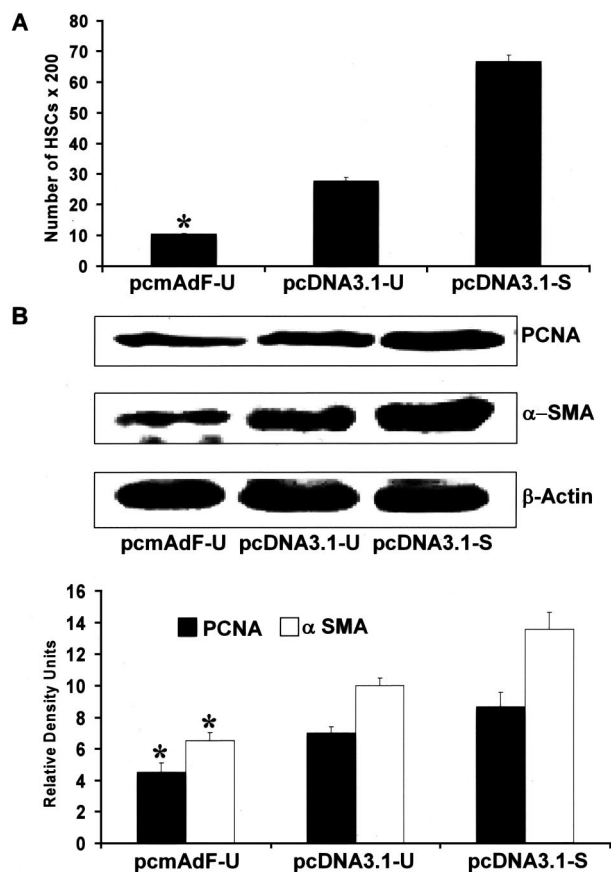 A
Number of HSCs x 200
80
70
60
50
40
30
20
10
0
*
pcmAdF-U pcDNA3.1-U pcDNA3.1-S
B
PCNA
α-SMA
β-Actin
pcmAdF-U pcDNA3.1-U pcDNA3.1-S
Relative Density Units
16
14
12
10
8
6
4
2
0
PCNA α SMA
* *
pcmAdF-U pcDNA3.1-U pcDNA3.1-S